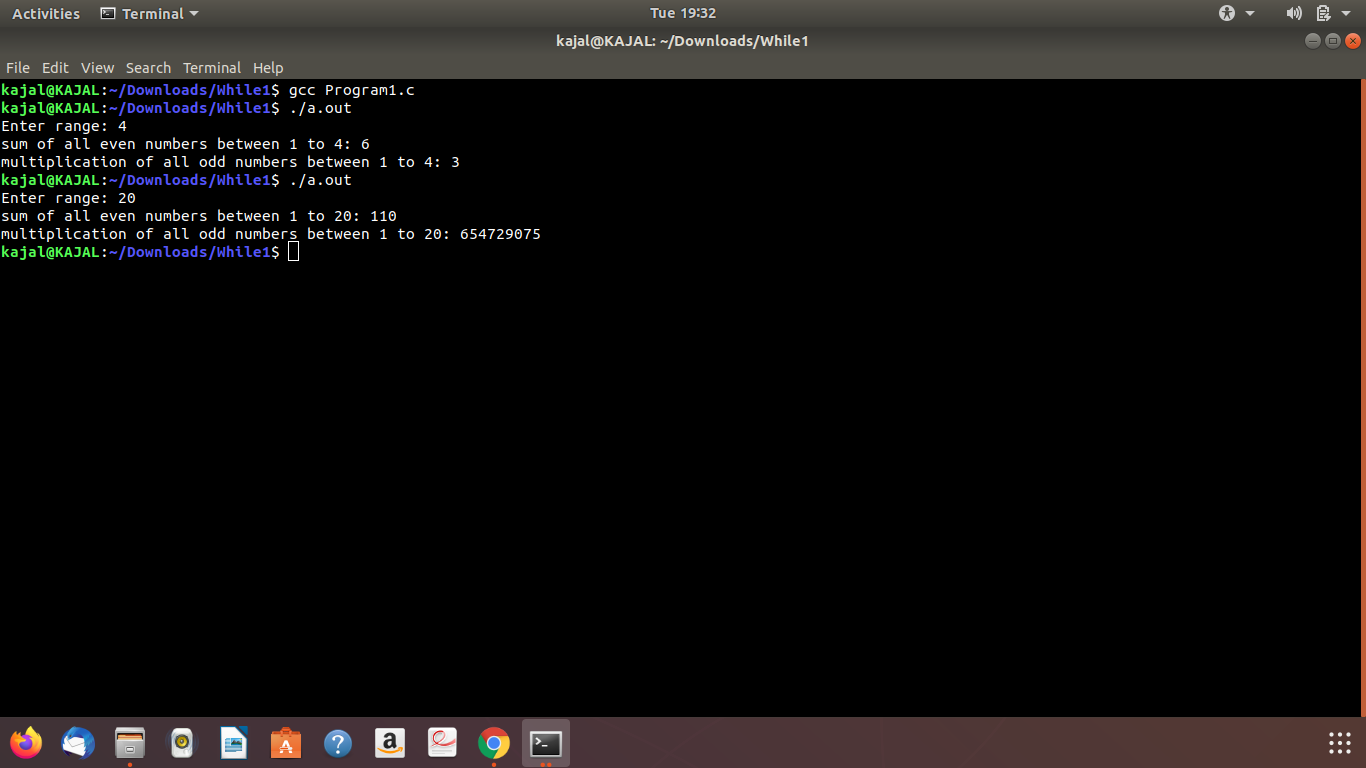 Activities Terminal Tue 19:32
kajal@KAJAL: ~/Downloads/While1
File Edit View Search Terminal Help
kajal@KAJAL:~/Downloads/While1$ gcc Program1.c
kajal@KAJAL:~/Downloads/While1$ ./a.out
Enter range: 4
sum of all even numbers between 1 to 4: 6
multiplication of all odd numbers between 1 to 4: 3
kajal@KAJAL:~/Downloads/While1$ ./a.out
Enter range: 20
sum of all even numbers between 1 to 20: 110
multiplication of all odd numbers between 1 to 20: 654729075
kajal@KAJAL:~/Downloads/While1$